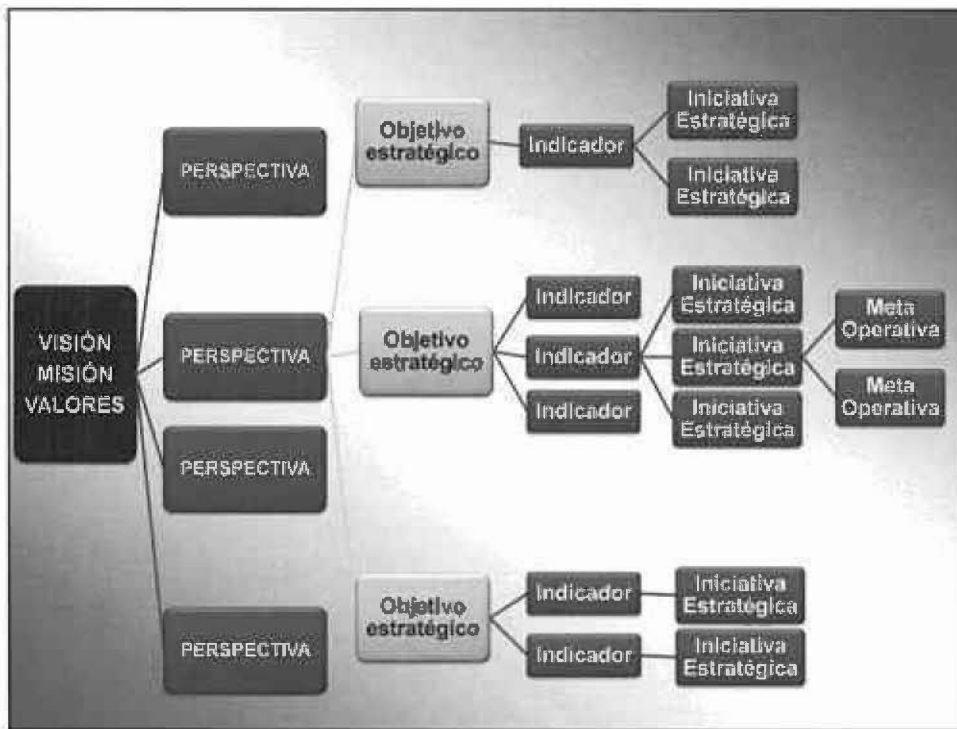 VISIÓN
MISIÓN
VALORES
PERSPECTIVA
PERSPECTIVA
PERSPECTIVA
PERSPECTIVA
Objetivo
estratégico
Indicador
Iniciativa
Estratégica
Iniciativa
Estratégica
Objetivo
estratégico
Indicador
Indicador
Indicador
Iniciativa
Estratégica
Iniciativa
Estratégica
Iniciativa
Estratégica
Meta
Operativa
Meta
Operativa
Objetivo
estratégico
Indicador
Iniciativa
Estratégica
Indicador
Iniciativa
Estratégica